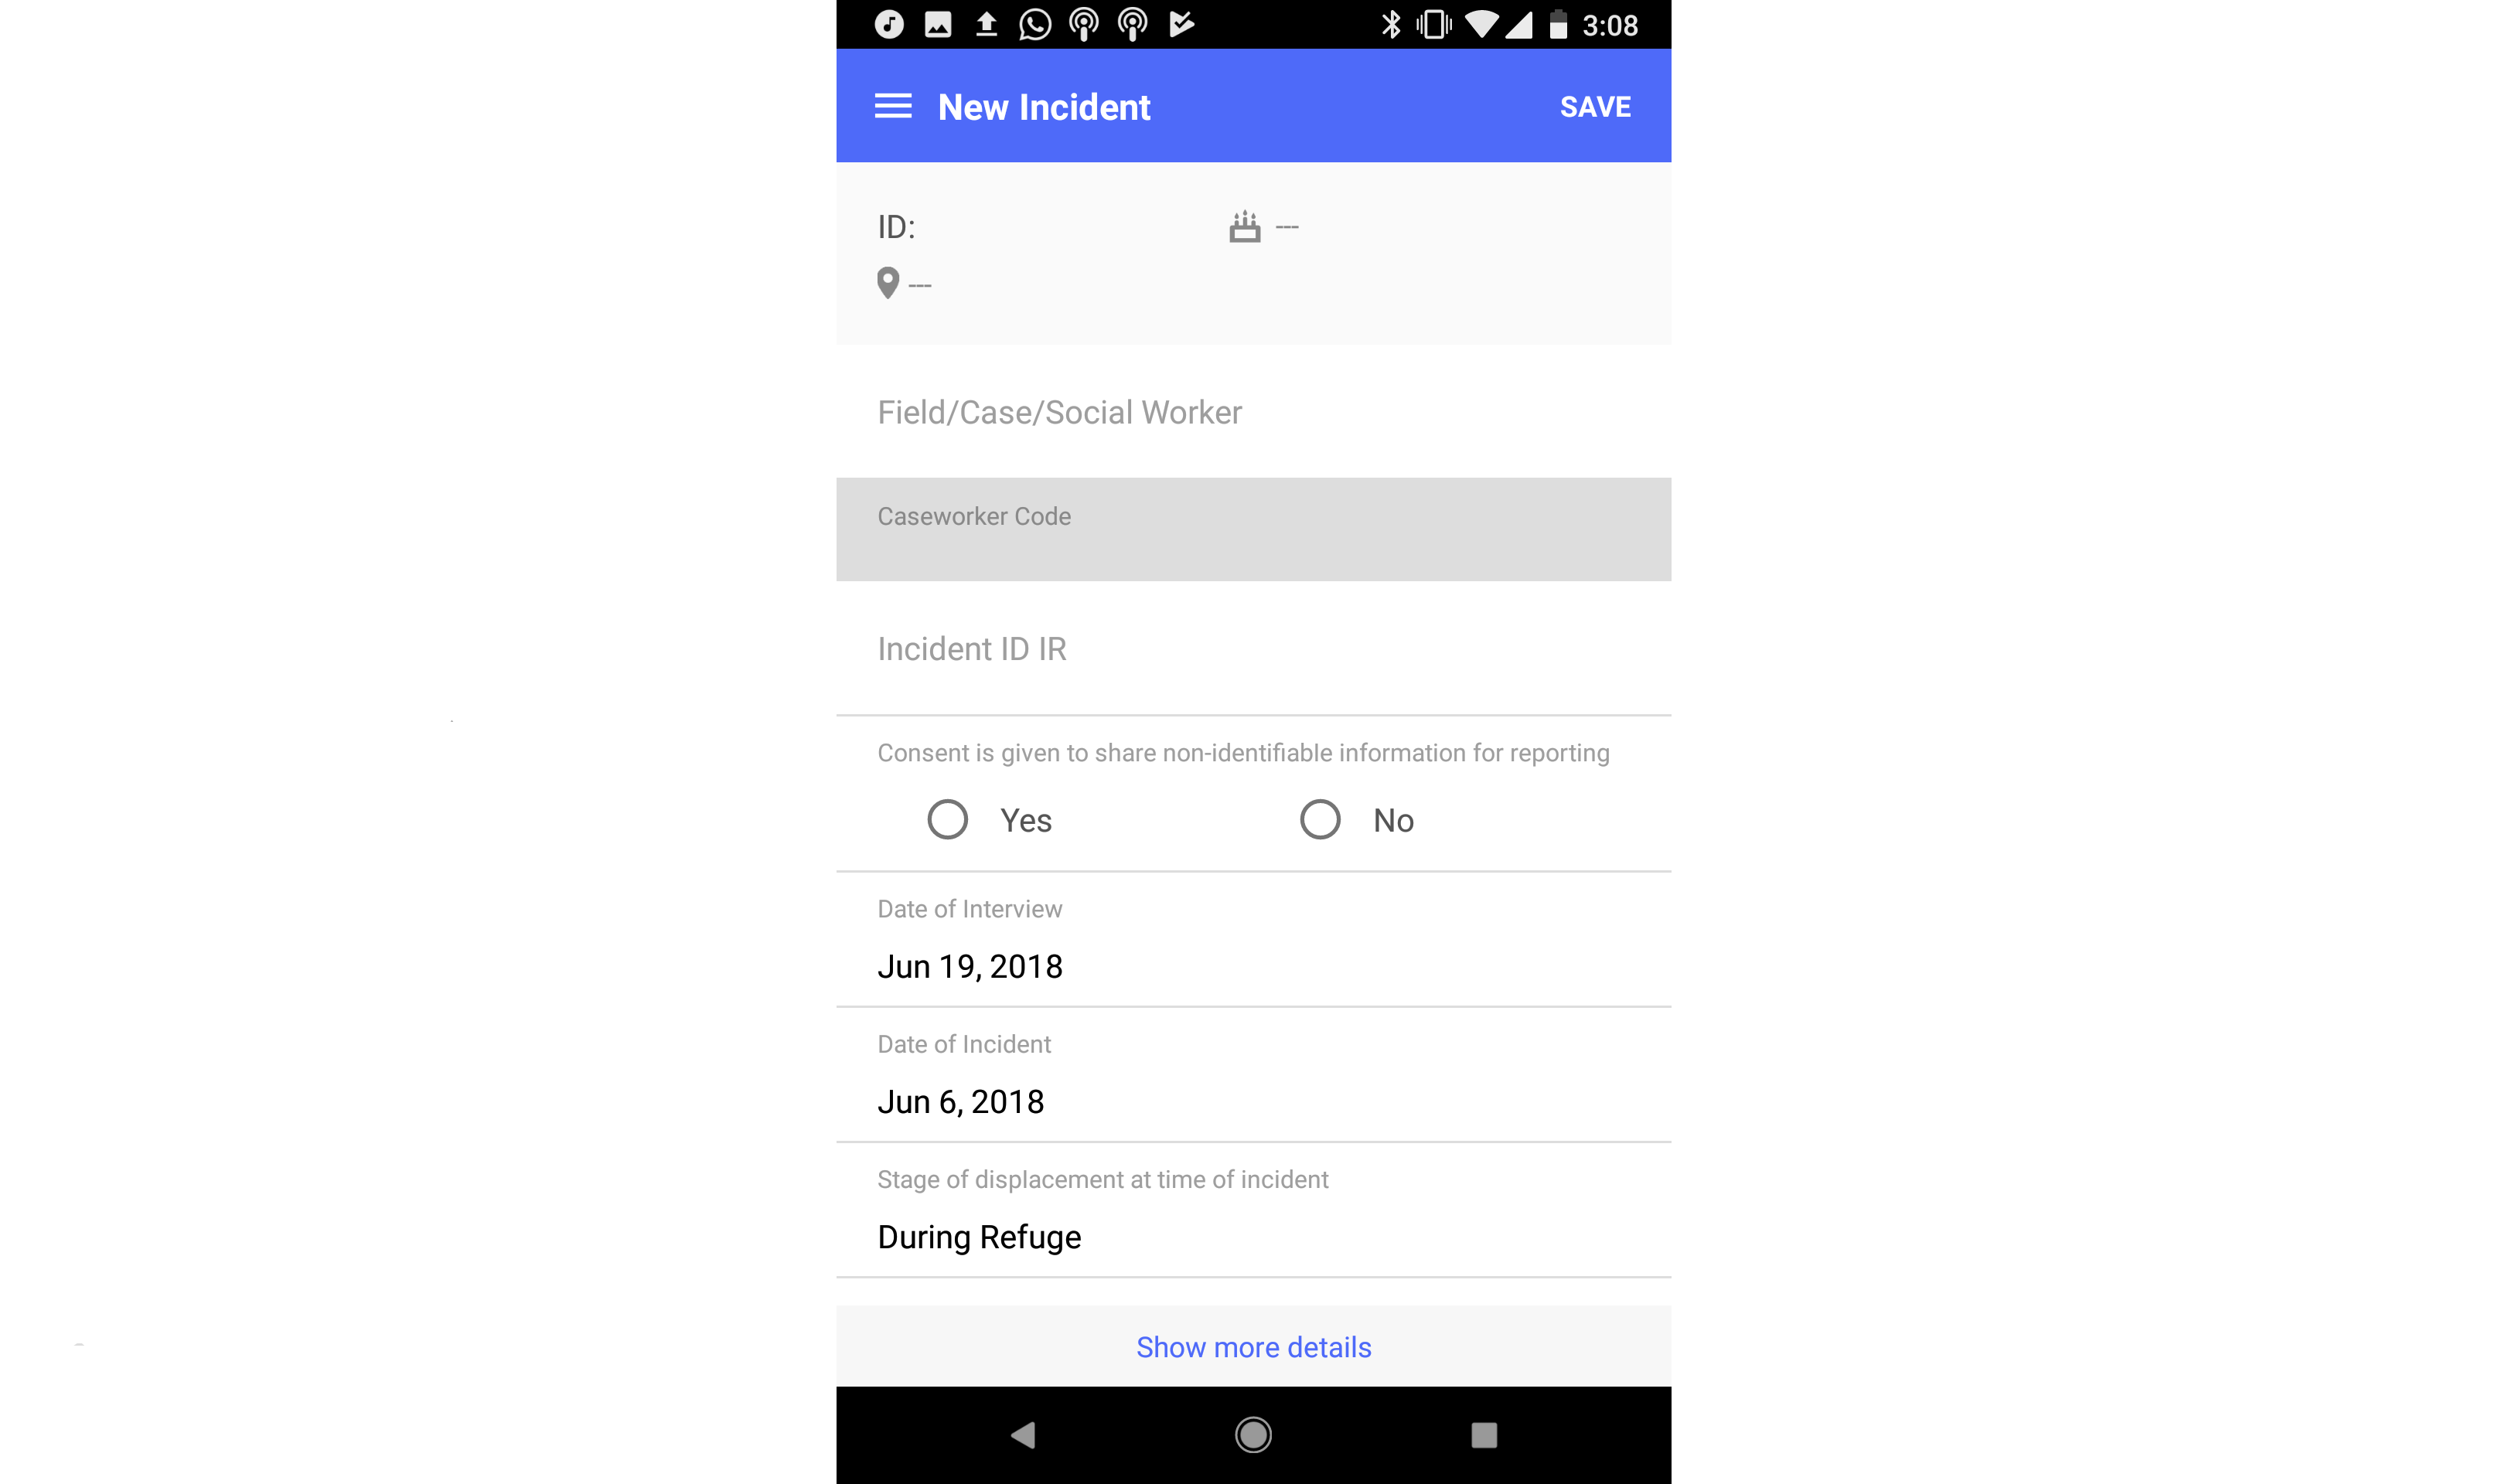 3:08
New Incident SAVE
ID: ---
---
Field/Case/Social Worker
Caseworker Code
Incident ID IR
Consent is given to share non-identifiable information for reporting
Yes No
Date of Interview
Jun 19, 2018
Date of Incident
Jun 6, 2018
Stage of displacement at time of incident
During Refuge
Show more details